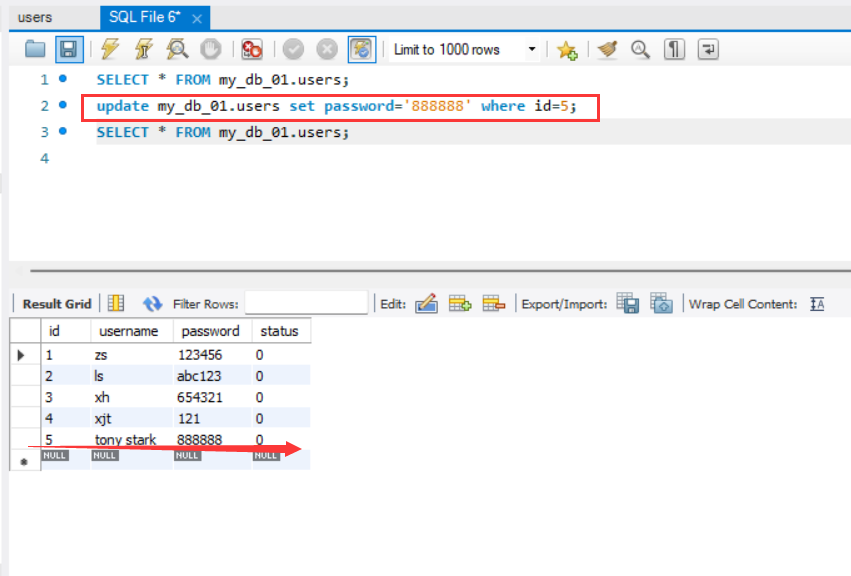 users SQL File 6*
Limit to 1000 rows
1 SELECT * FROM my_db_01.users;
2 update my_db_01.users set password='888888' where id=5;
3 SELECT * FROM my_db_01.users;
4
Result Grid Filter Rows: Edit: Export/Import: Wrap Cell Content: IA
id username password status
1 zs 123456 0
2 ls abc123 0
3 xh 654321 0
4 xjt 121 0
5 tony stark 888888 0
NULL NULL NULL NULL